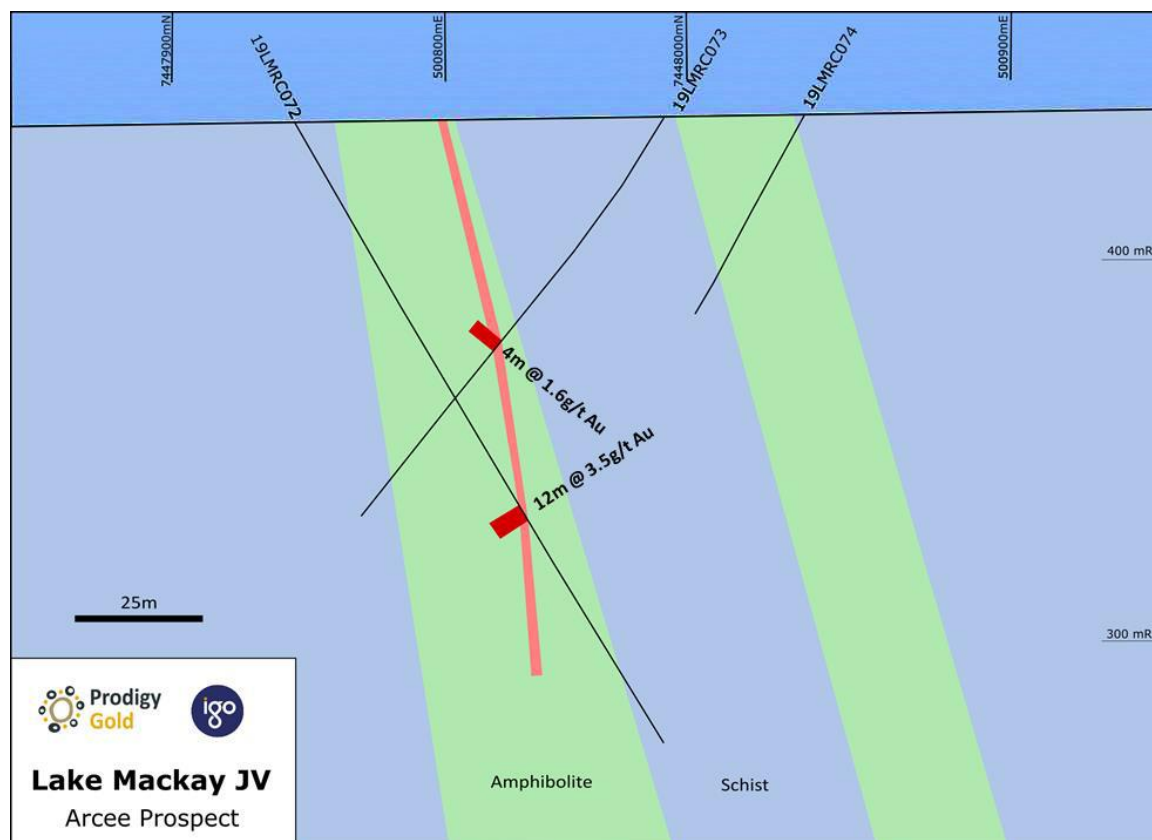 7447900mN
500800mE
7448000mN
500900mE
19LMRC072
19LMRC073
19LMRC074
400 mR
4m @ 1.6g/t Au
12m @ 3.5g/t Au
25m
300 mR
Prodigy
Gold
igo
Lake Mackay JV
Arcee Prospect
Amphibolite
Schist